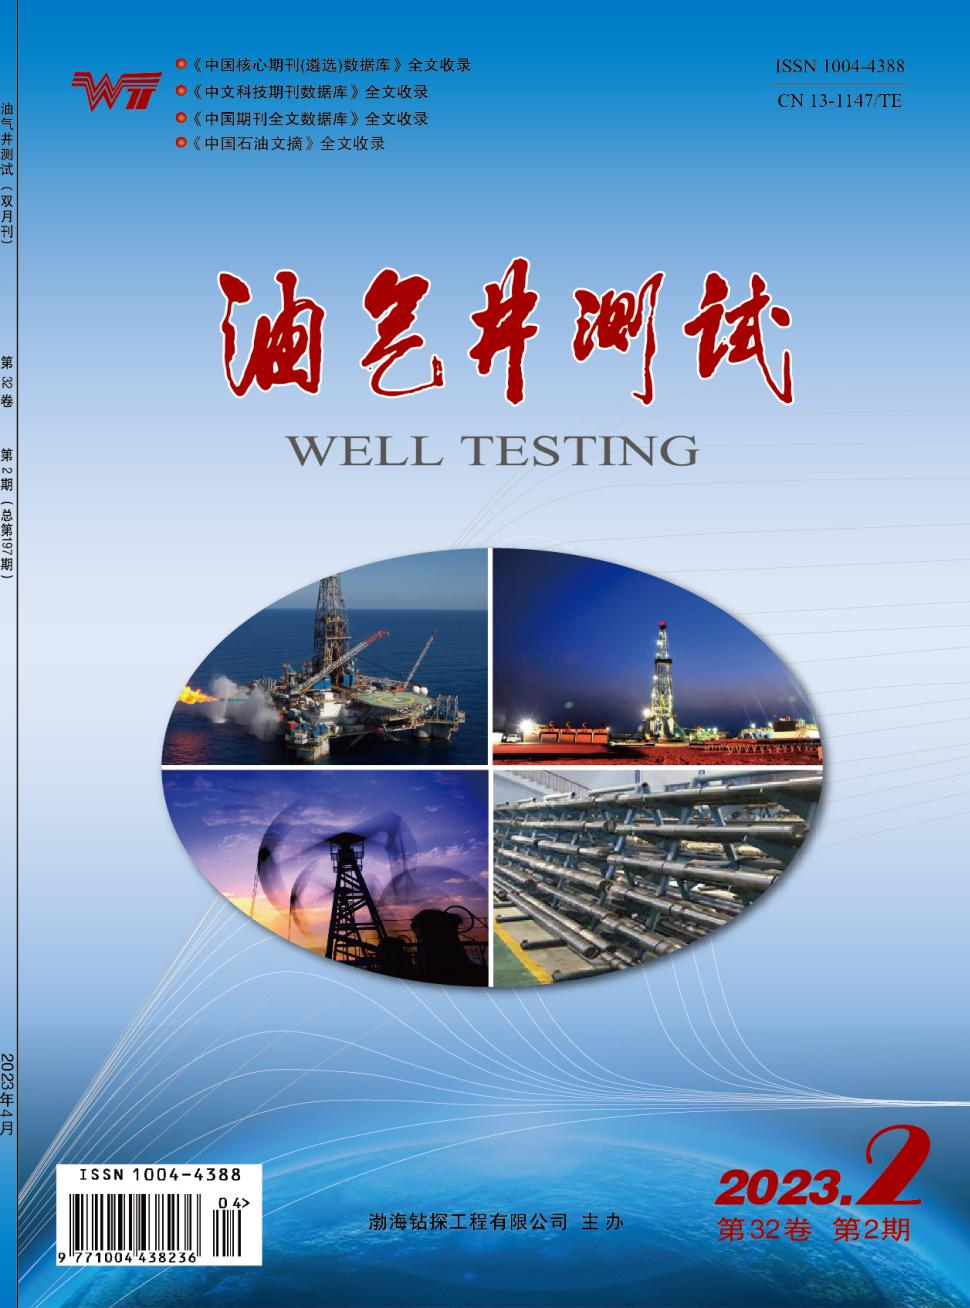 WT
《中国核心期刊(遴选)数据库》全文收录
《中文科技期刊数据库》全文收录
《中国期刊全文数据库》全文收录
《中国石油文摘》全文收录
ISSN 1004-4388
CN 13-1147/TE
油气井测试(双月刊)
第32卷
第2期(总第197期)
2023年4月
油气井测试
WELL TESTING
ISSN 1004-4388
04>
9 771004 438236
渤海钻探工程有限公司 主办
2023.2
第32卷 第2期